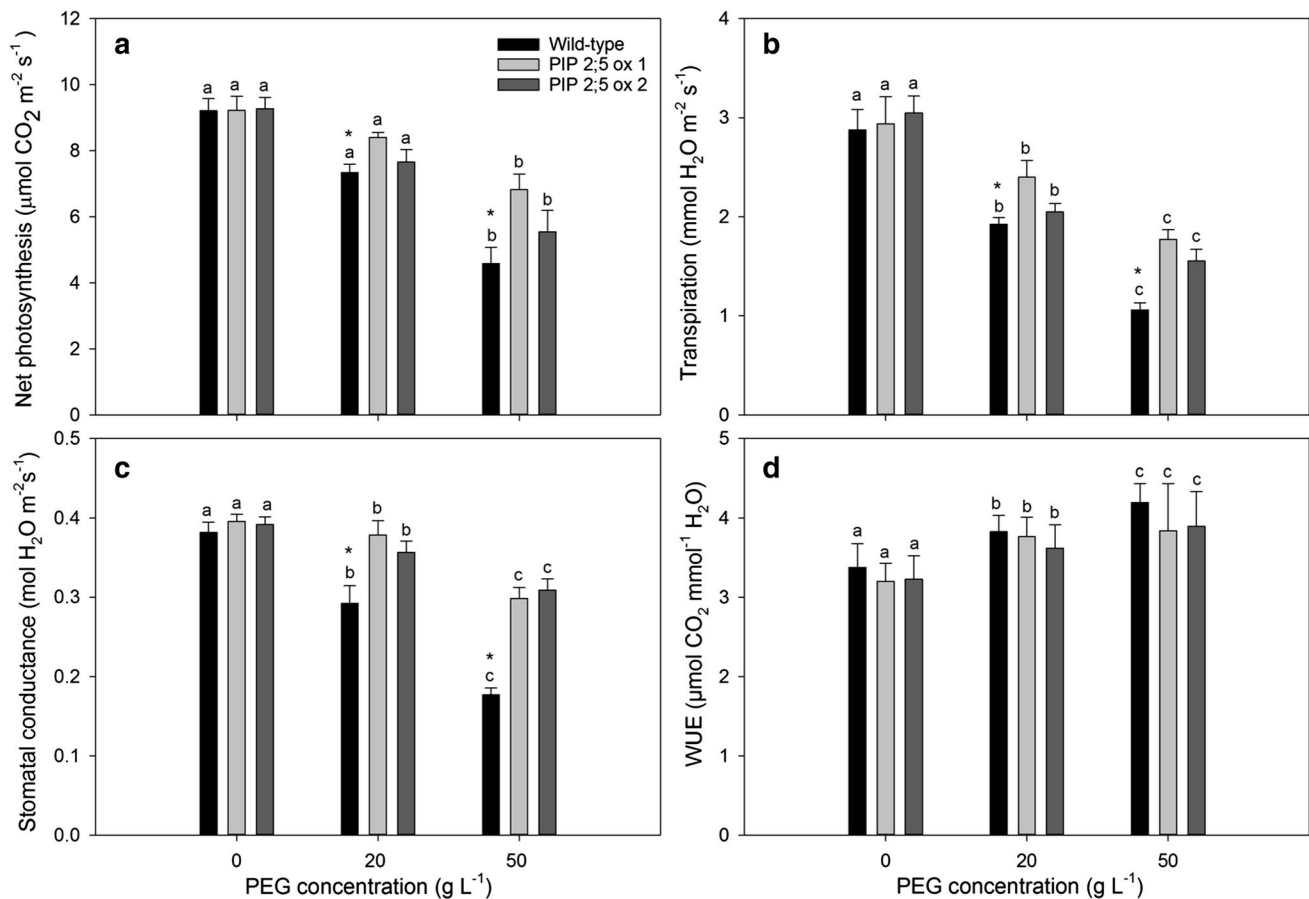 a
Wild-type
PIP 2;5 ox 1
PIP 2;5 ox 2
Net photosynthesis (µmol CO₂ m⁻² s⁻¹)
12
10
8
6
4
2
0
a a a
*
a a a
*
b b b
b
Transpiration (mmol H₂O m⁻² s⁻¹)
4
3
2
1
0
a a a
*
b b b
*
c c c
c
Stomatal conductance (mol H₂O m⁻²s⁻¹)
0.5
0.4
0.3
0.2
0.1
0.0
a a a
*
b b b
*
c c c
0 20 50
PEG concentration (g L⁻¹)
d
WUE (µmol CO₂ mmol⁻¹ H₂O)
5
4
3
2
1
0
a a a
b b b
c c c
0 20 50
PEG concentration (g L⁻¹)